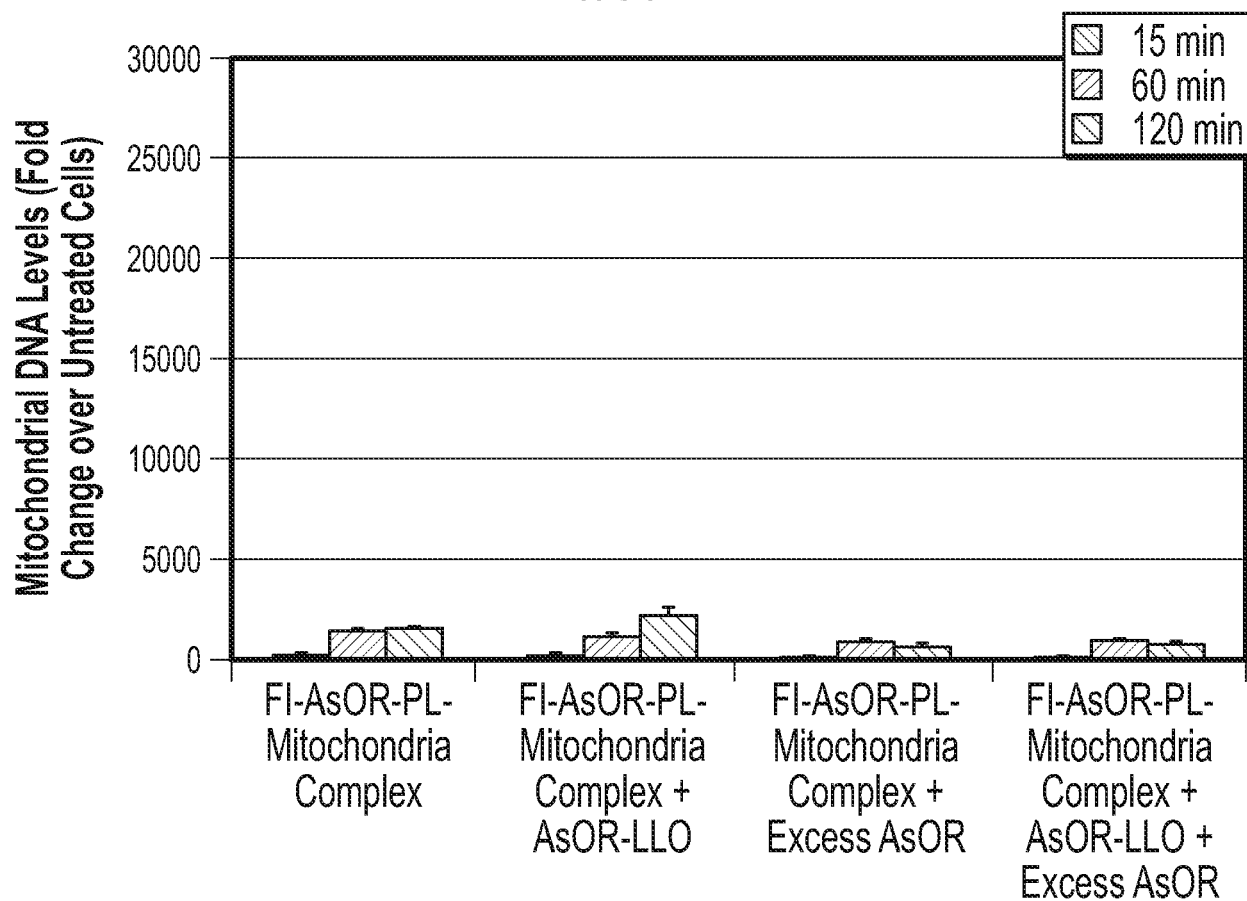 15 min
60 min
120 min
Mitochondrial DNA Levels (Fold
Change over Untreated Cells)
30000
25000
20000
15000
10000
5000
0
Fl-AsOR-PL-
Mitochondria
Complex
Fl-AsOR-PL-
Mitochondria
Complex +
AsOR-LLO
Fl-AsOR-PL-
Mitochondria
Complex +
Excess AsOR
Fl-AsOR-PL-
Mitochondria
Complex +
AsOR-LLO +
Excess AsOR